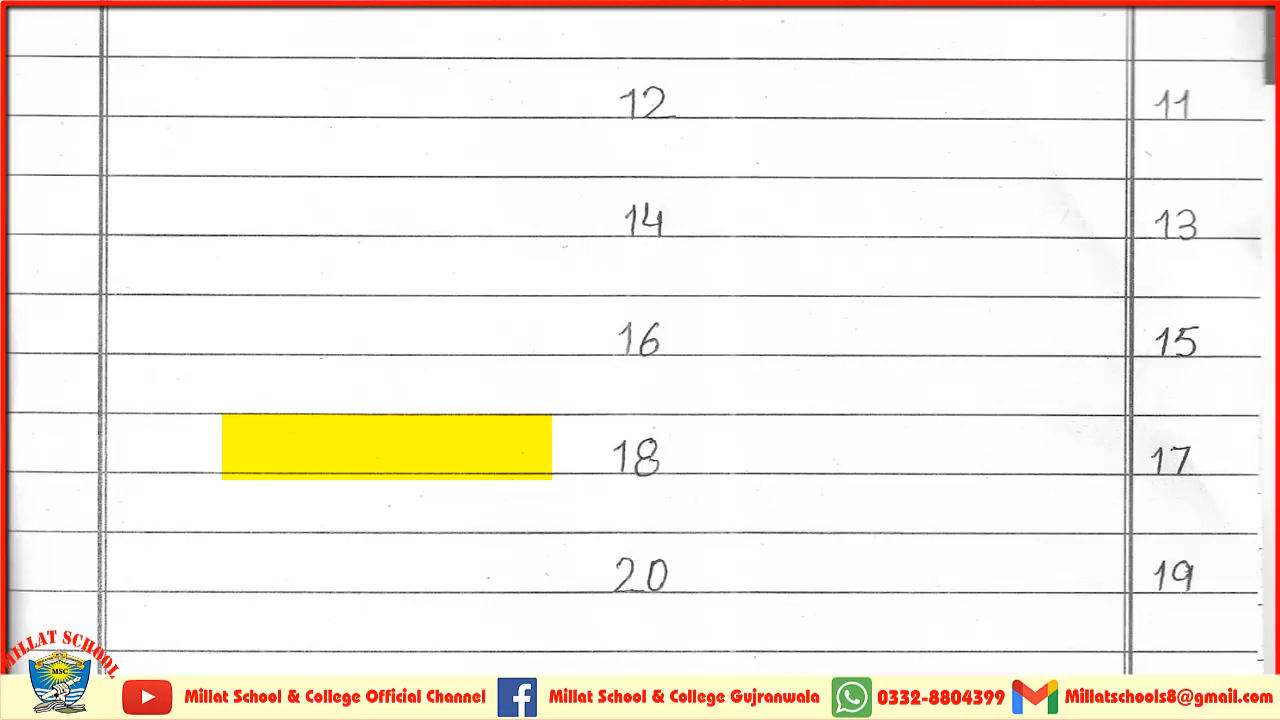 12 11
14 13
16 15
18 17
20 19
MILLAT SCHOOL
MSC
Millat School & College Official Channel Millat School & College Gujranwala 0332-8804399 Millatschools8@gmail.com